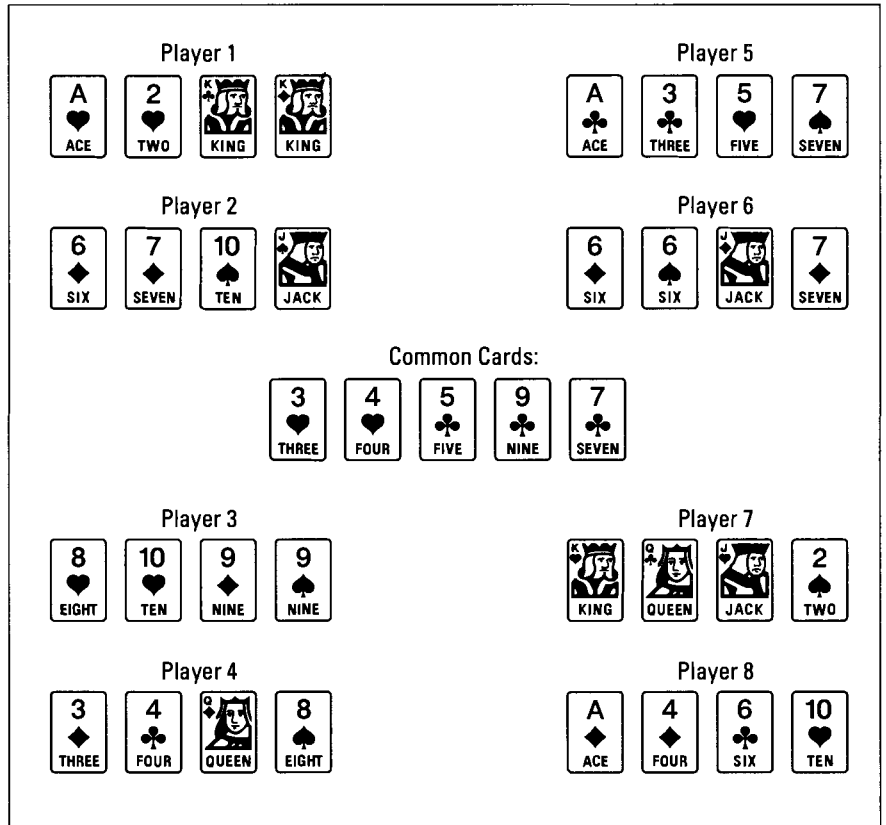 Player 1 Player 5
A 2 K K A 3 5 7
ACE TWO KING KING ACE THREE FIVE SEVEN
Player 2 Player 6
6 7 10 J 6 6 J 7
SIX SEVEN TEN JACK SIX SIX JACK SEVEN
Common Cards:
3 4 5 9 7
THREE FOUR FIVE NINE SEVEN
Player 3 Player 7
8 10 9 9 K Q J 2
EIGHT TEN NINE NINE KING QUEEN JACK TWO
Player 4 Player 8
3 4 Q 8 A 4 6 10
THREE FOUR QUEEN EIGHT ACE FOUR SIX TEN